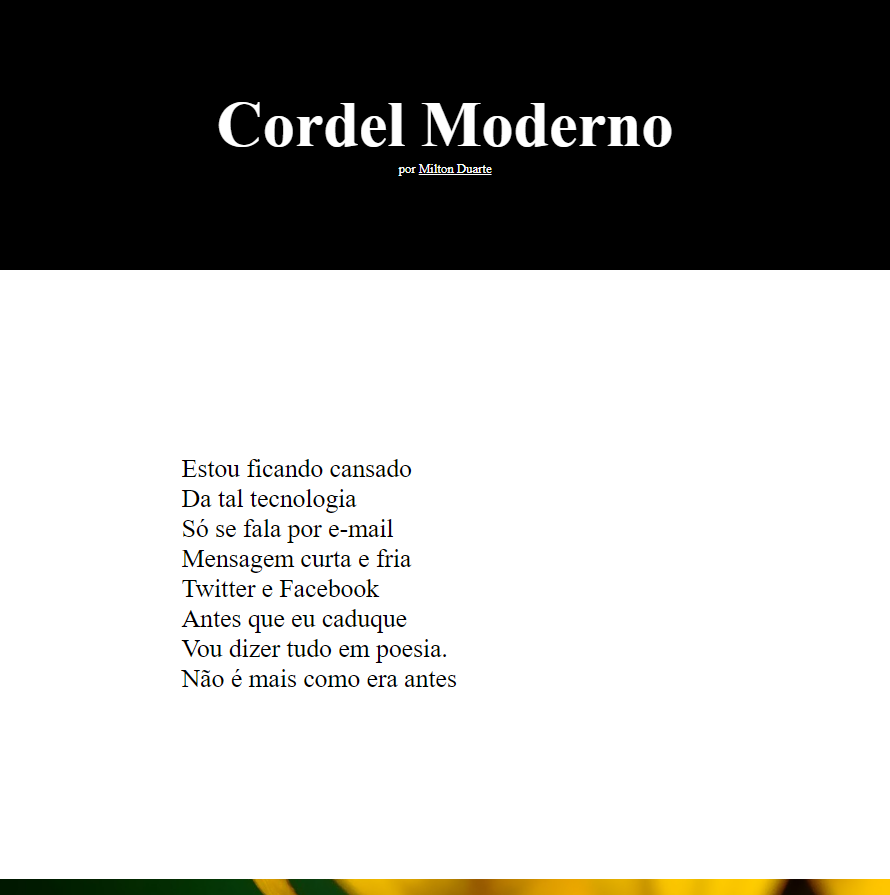 Cordel Moderno
por Milton Duarte
Estou ficando cansado
Da tal tecnologia
Só se fala por e-mail
Mensagem curta e fria
Twitter e Facebook
Antes que eu caduque
Vou dizer tudo em poesia.
Não é mais como era antes